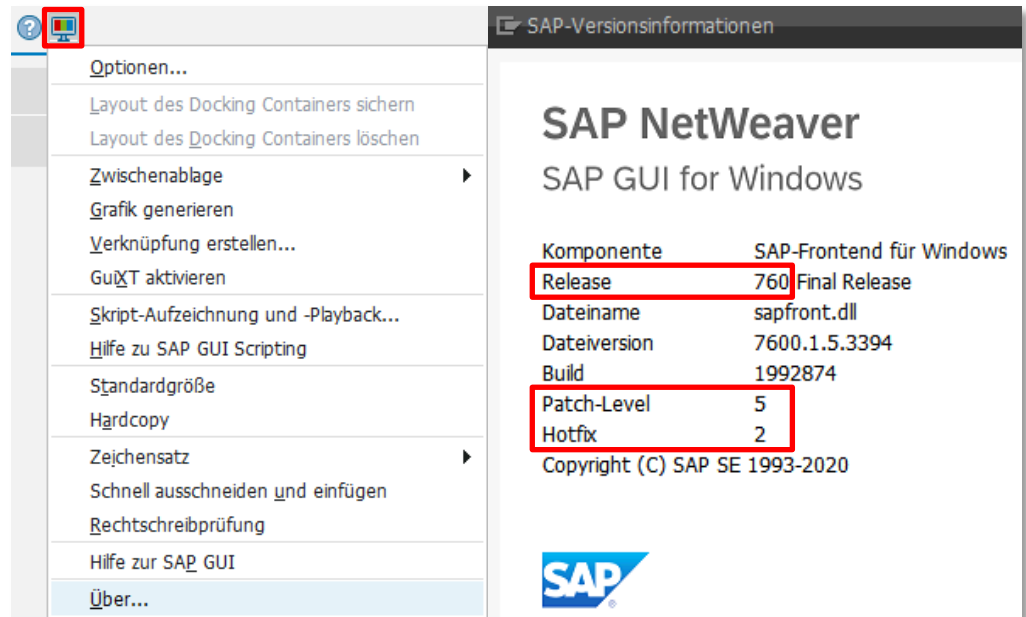 ?
Optionen...
Layout des Docking Containers sichern
Layout des Docking Containers löschen
Zwischenablage
Grafik generieren
Verknüpfung erstellen...
GuiXT aktivieren
Skript-Aufzeichnung und -Playback...
Hilfe zu SAP GUI Scripting
Standardgröße
Hardcopy
Zeichensatz
Schnell ausschneiden und einfügen
Rechtschreibprüfung
Hilfe zur SAP GUI
Über...
SAP-Versionsinformationen
SAP NetWeaver
SAP GUI for Windows
Komponente SAP-Frontend für Windows
Release 760 Final Release
Dateiname sapfront.dll
Dateiversion 7600.1.5.3394
Build 1992874
Patch-Level 5
Hotfix 2
Copyright (C) SAP SE 1993-2020
SAP